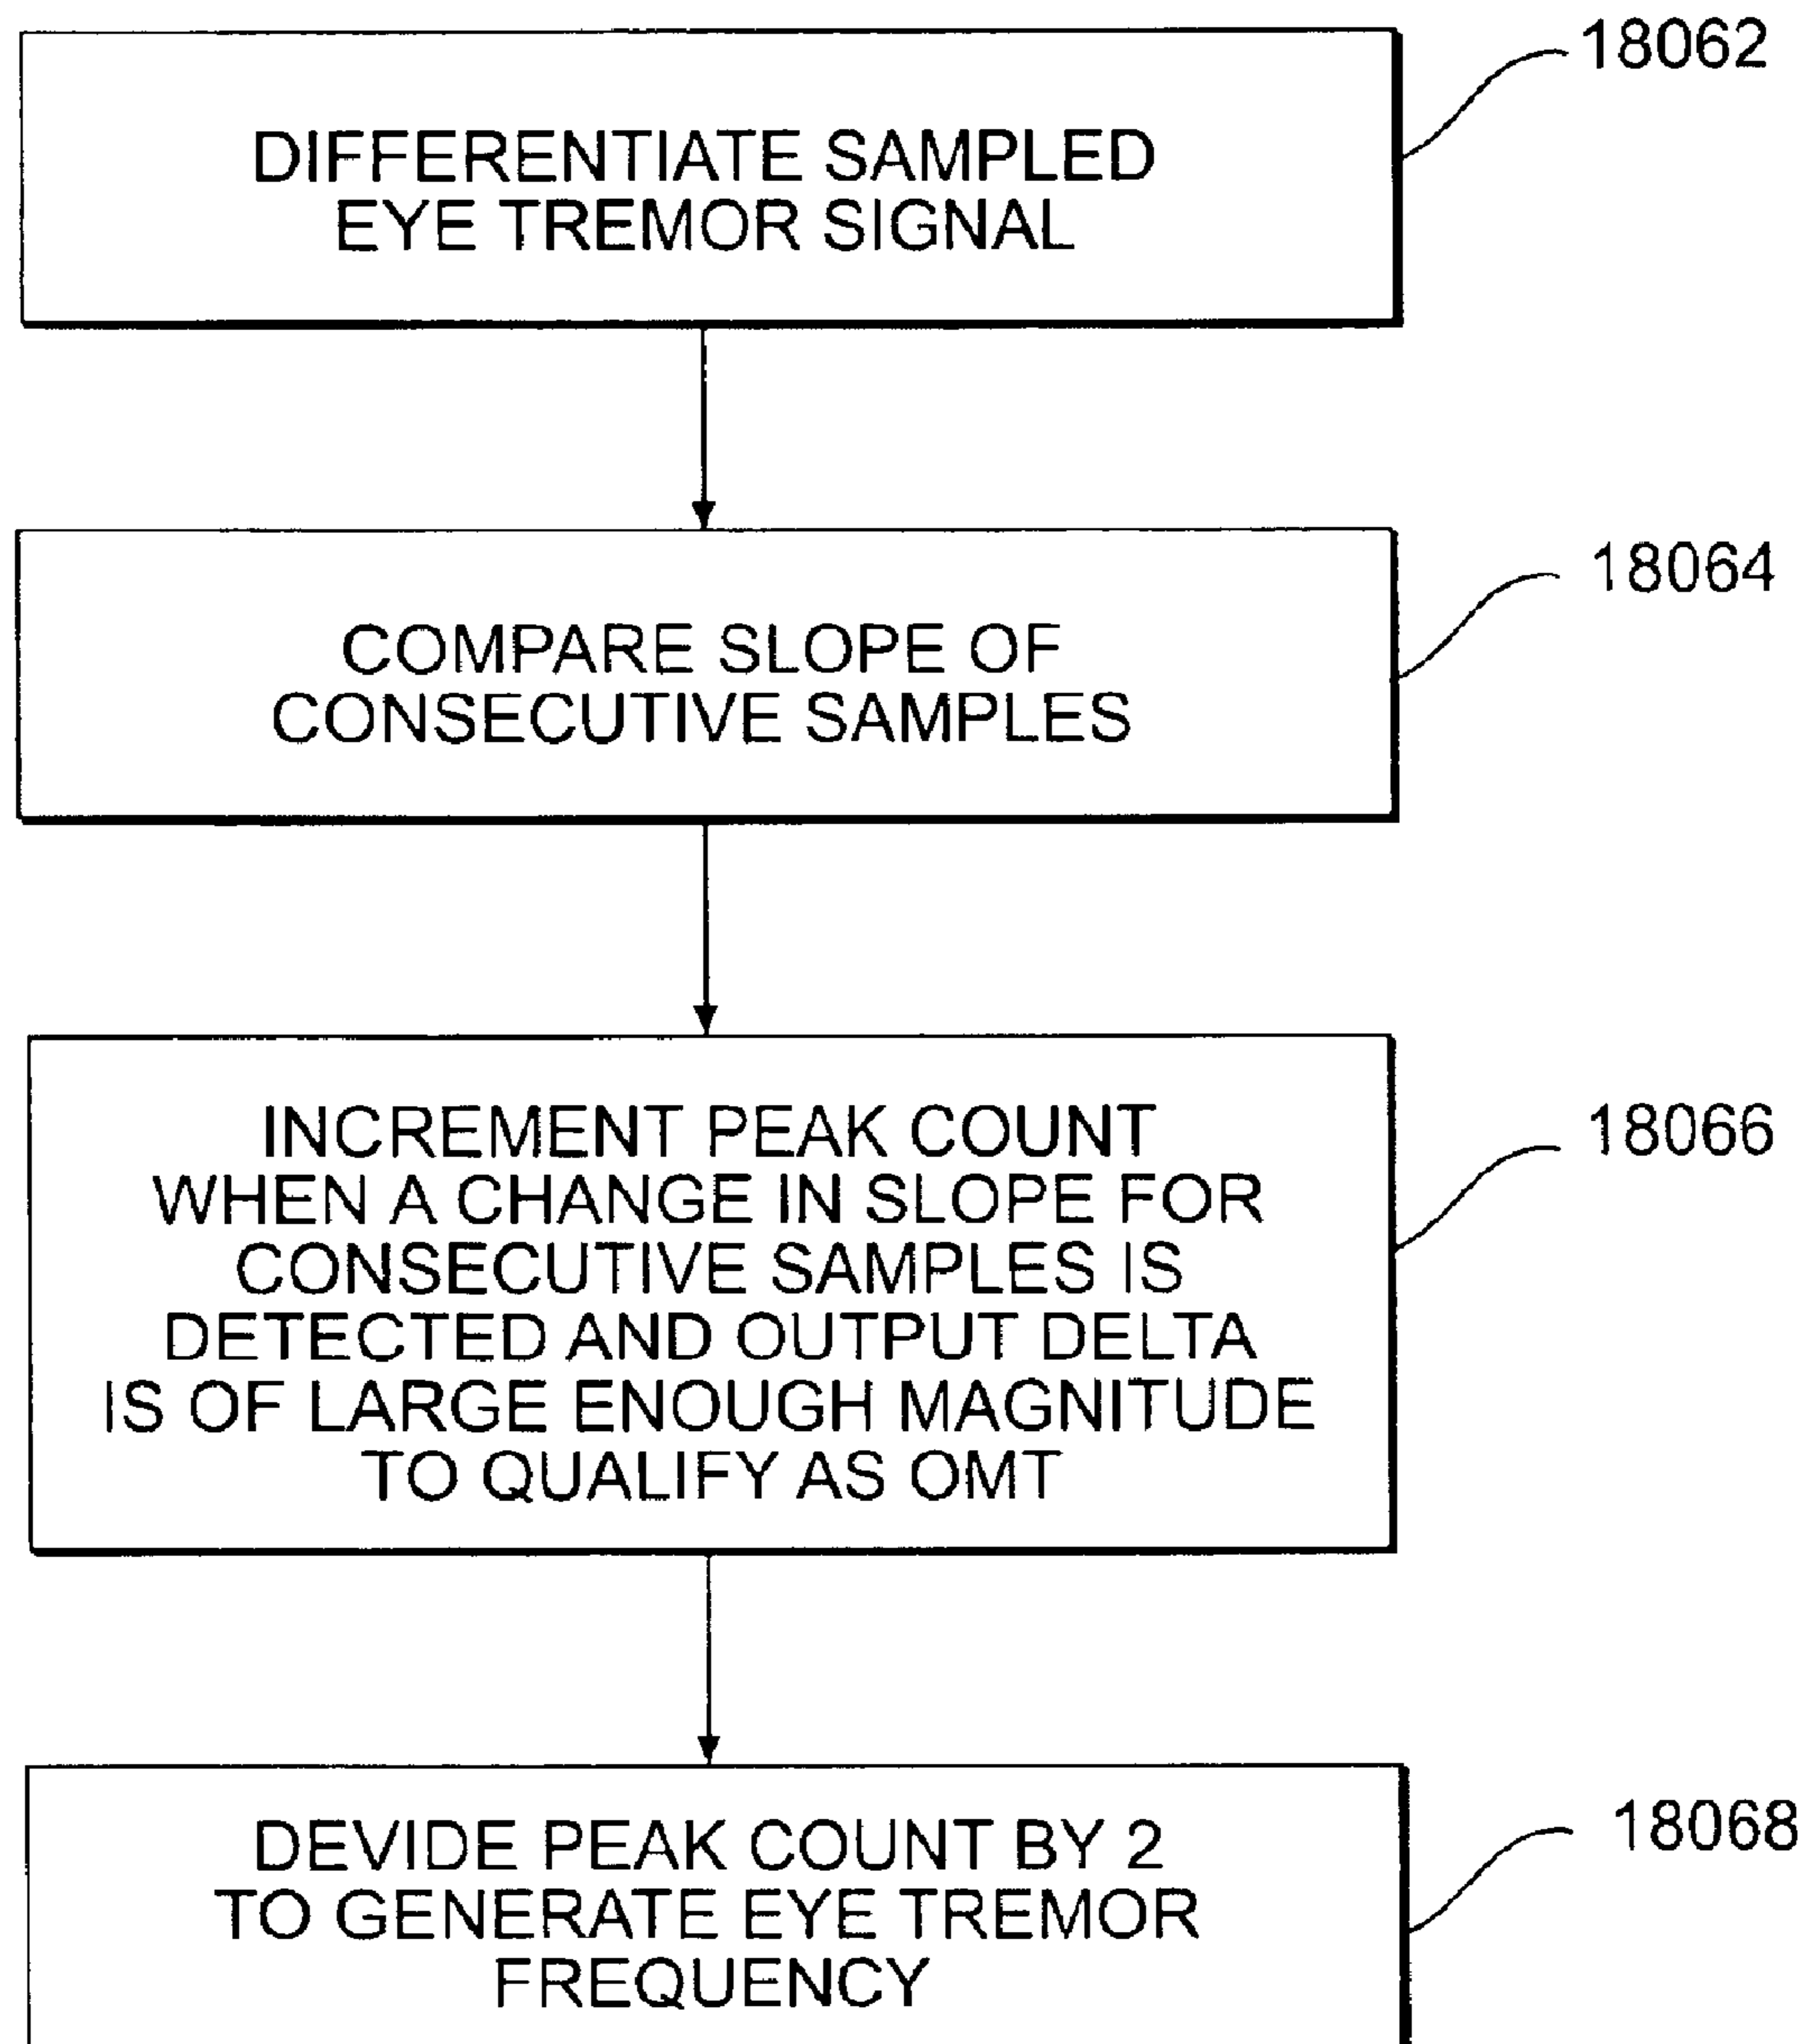 18062
DIFFERENTIATE SAMPLED
EYE TREMOR SIGNAL
18064
COMPARE SLOPE OF
CONSECUTIVE SAMPLES
INCREMENT PEAK COUNT
WHEN A CHANGE IN SLOPE FOR
CONSECUTIVE SAMPLES IS
DETECTED AND OUTPUT DELTA
IS OF LARGE ENOUGH MAGNITUDE
TO QUALIFY AS OMT
18066
DEVIDE PEAK COUNT BY 2
TO GENERATE EYE TREMOR
FREQUENCY
18068